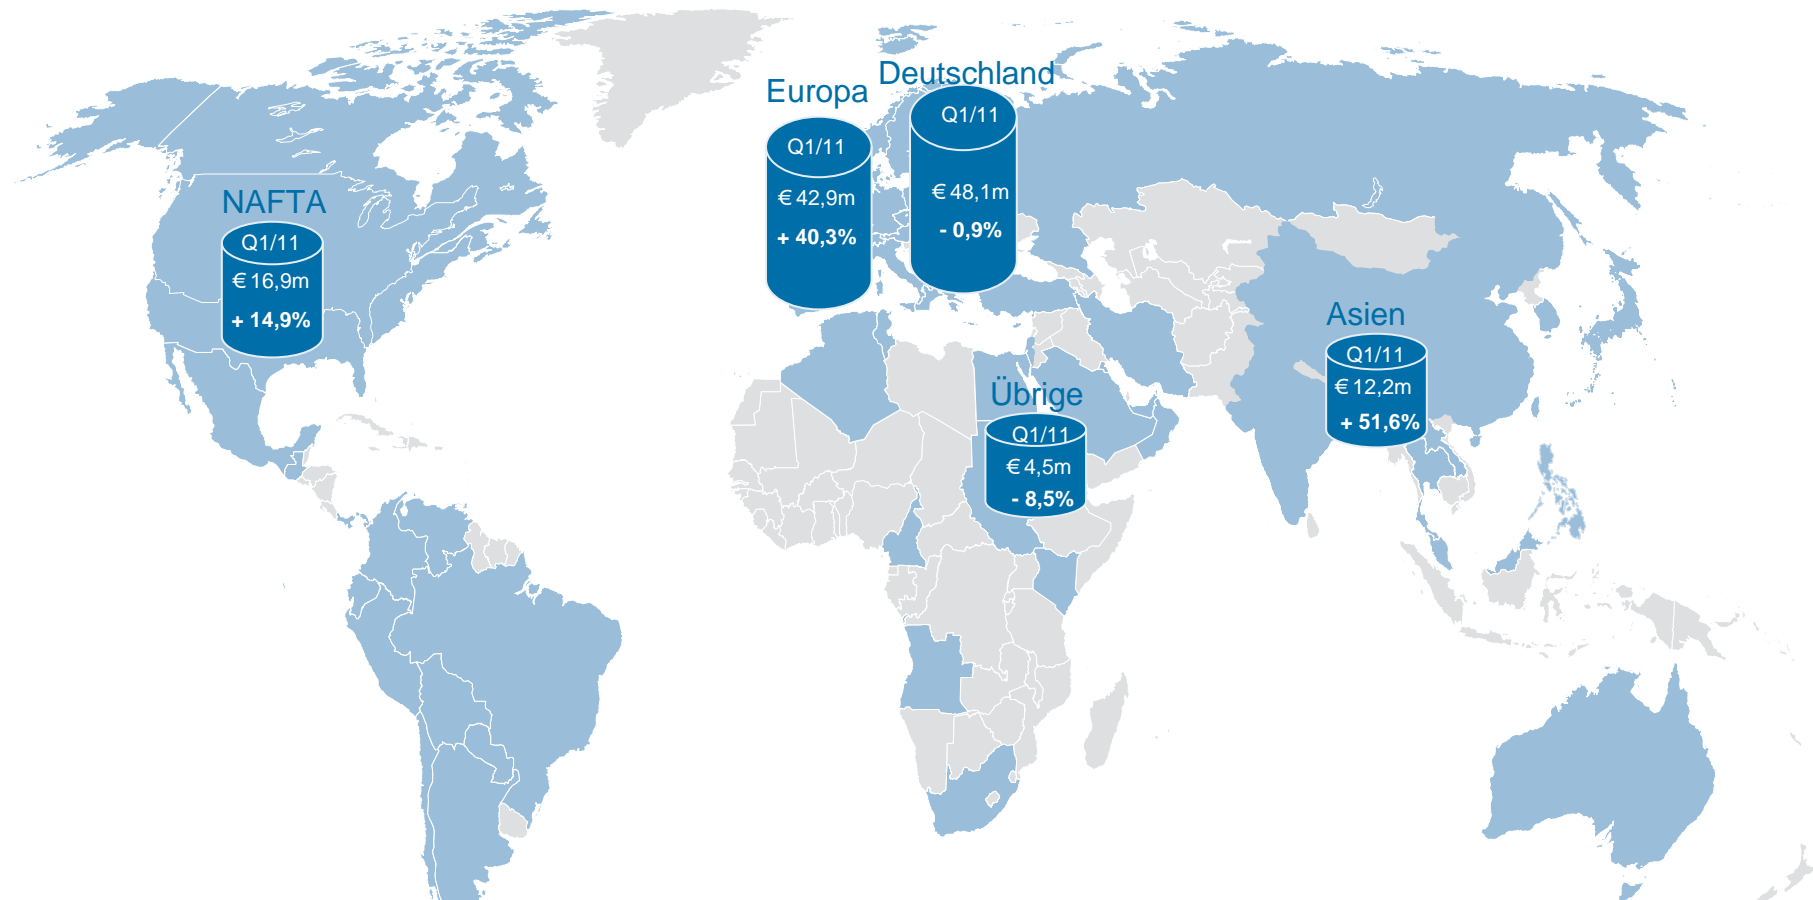 Europa
Q1/11
€ 42,9m
+ 40,3%
Deutschland
Q1/11
€ 48,1m
- 0,9%
NAFTA
Q1/11
€ 16,9m
+ 14,9%
Asien
Q1/11
€ 12,2m
+ 51,6%
Übrige
Q1/11
€ 4,5m
- 8,5%